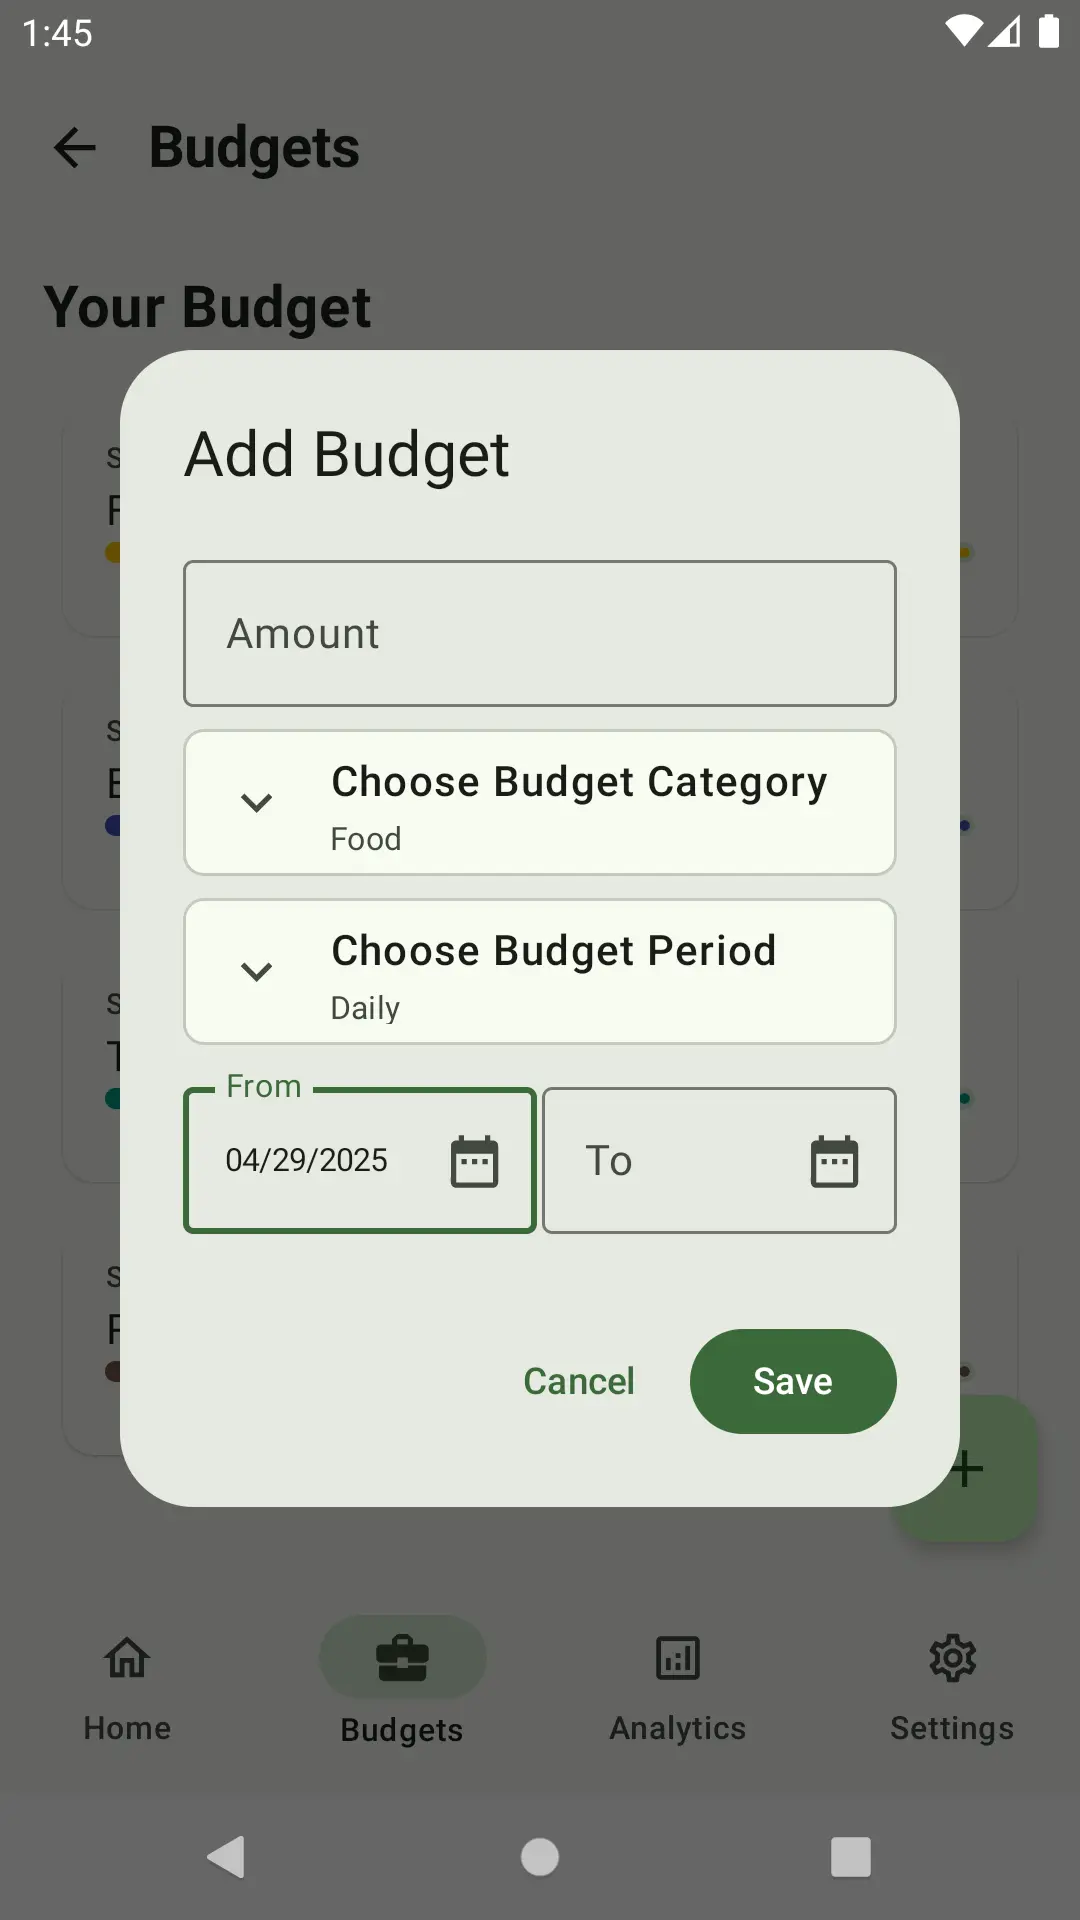 1:45
Budgets
Your Budget
Add Budget
Amount
Choose Budget Category
Food
Choose Budget Period
Daily
From
04/29/2025
To
Cancel
Save
Home
Budgets
Analytics
Settings